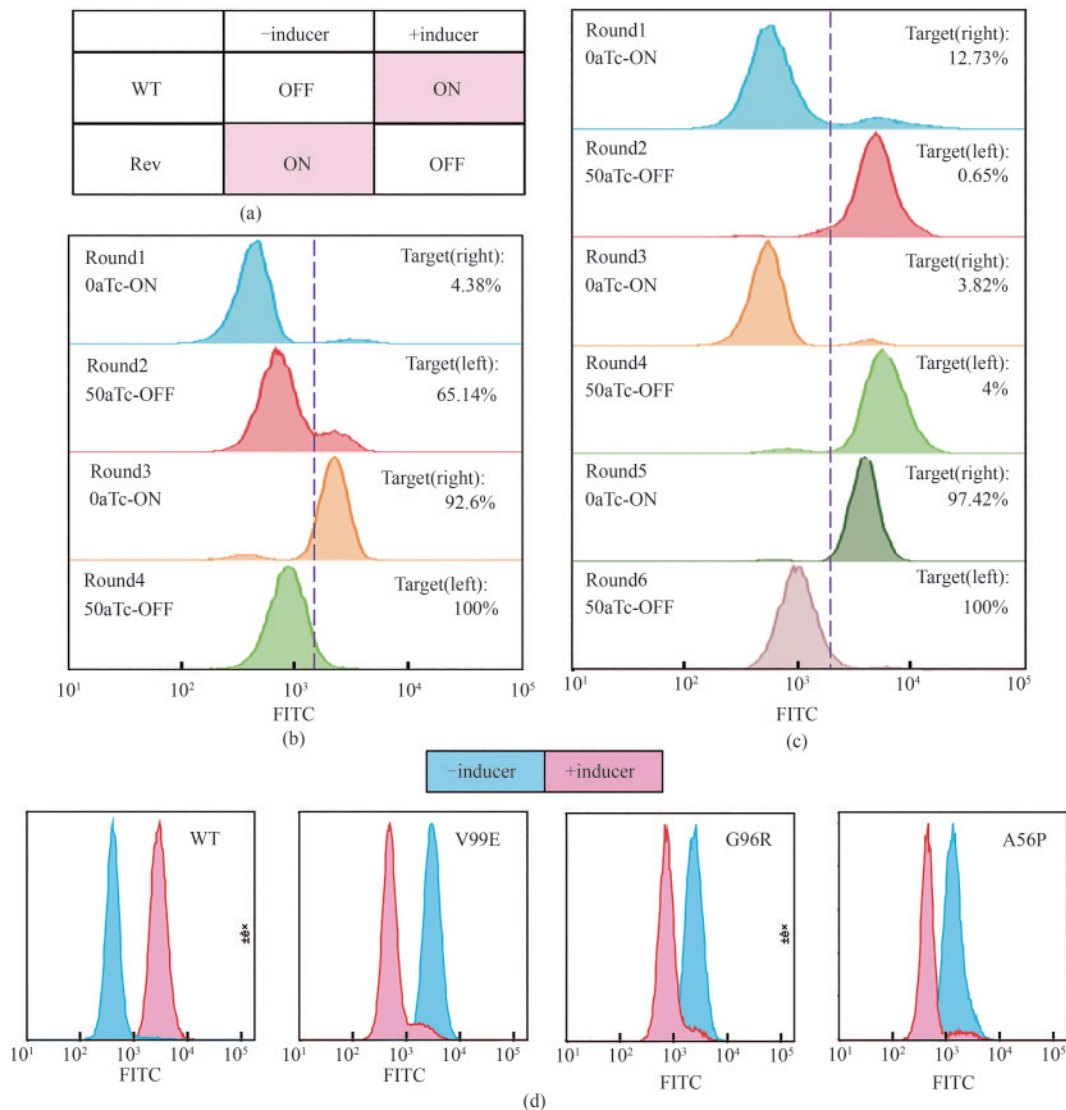 −inducer +inducer
WT OFF ON
Rev ON OFF
(a)
Round1
0aTc-ON
Target(right):
4.38%
Round2
50aTc-OFF
Target(left):
65.14%
Round3
0aTc-ON
Target(right):
92.6%
Round4
50aTc-OFF
Target(left):
100%
10¹ 10² 10³ 10⁴ 10⁵
FITC
(b)
Round1
0aTc-ON
Target(right):
12.73%
Round2
50aTc-OFF
Target(left):
0.65%
Round3
0aTc-ON
Target(right):
3.82%
Round4
50aTc-OFF
Target(left):
4%
Round5
0aTc-ON
Target(right):
97.42%
Round6
50aTc-OFF
Target(left):
100%
10¹ 10² 10³ 10⁴ 10⁵
FITC
(c)
−inducer +inducer
WT
±ê×
10¹ 10² 10³ 10⁴ 10⁵
FITC
V99E
10¹ 10² 10³ 10⁴ 10⁵
FITC
G96R
±ê×
10¹ 10² 10³ 10⁴ 10⁵
FITC
A56P
10¹ 10² 10³ 10⁴ 10⁵
FITC
(d)